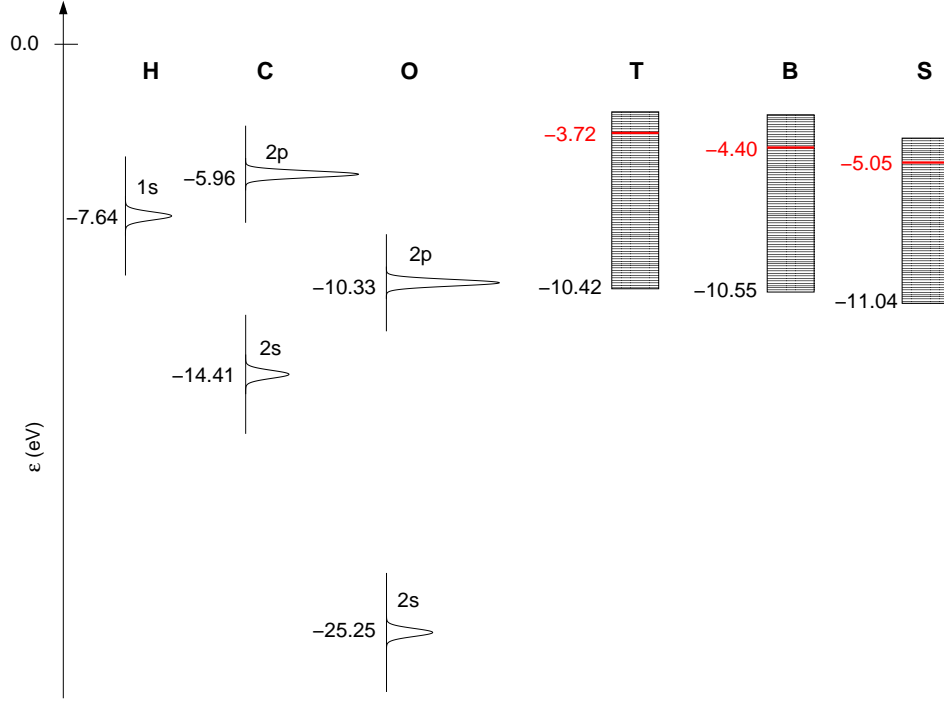 0.0
H C O T B S
−3.72
2p
−4.40
−5.96
−5.05
1s
−7.64
2p
−10.33
−10.42
−10.55
−11.04
2s
−14.41
ε (eV)
2s
−25.25